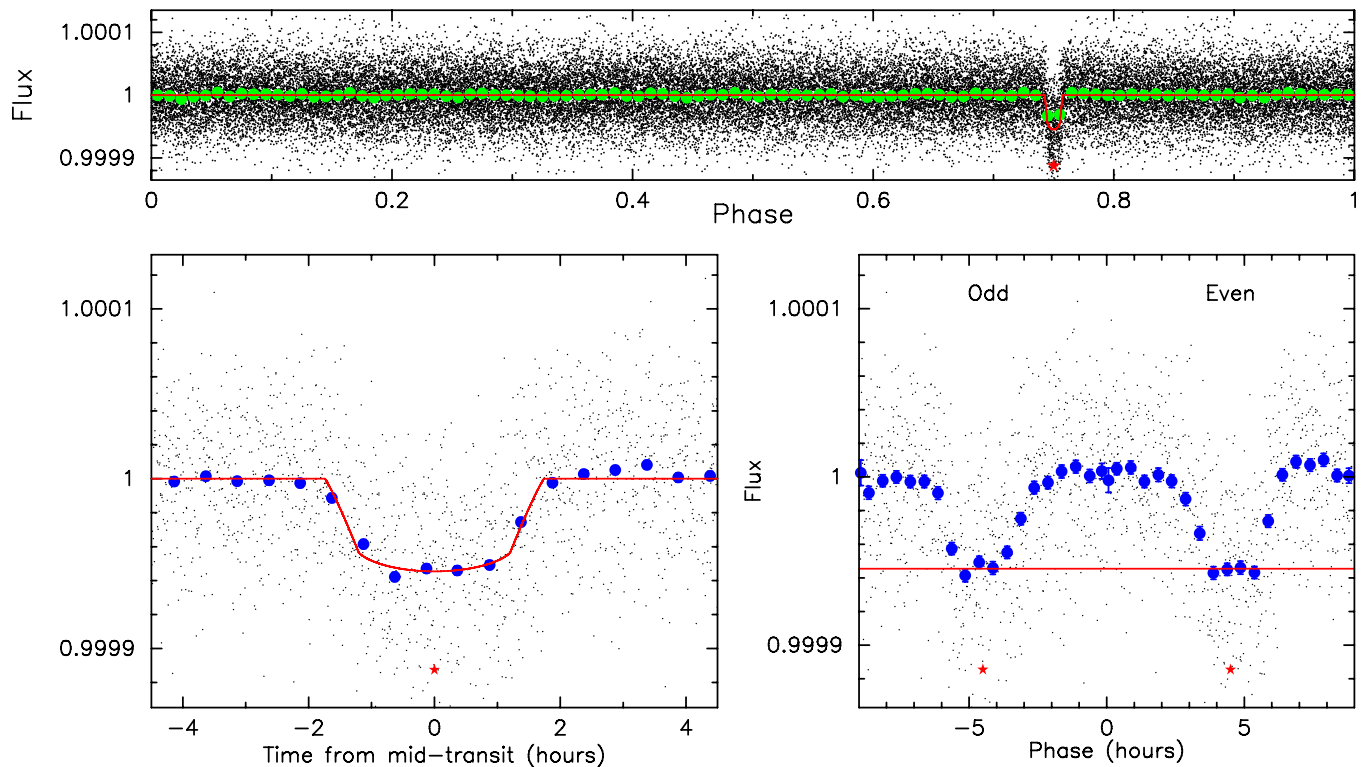 1.0001
1
0.9999
Flux
0 0.2 0.4 0.6 0.8 1
Phase
1.0001
1
0.9999
−4 −2 0 2 4
Time from mid−transit (hours)
Odd Even
1.0001
1
0.9999
Flux
−5 0 5
Phase (hours)